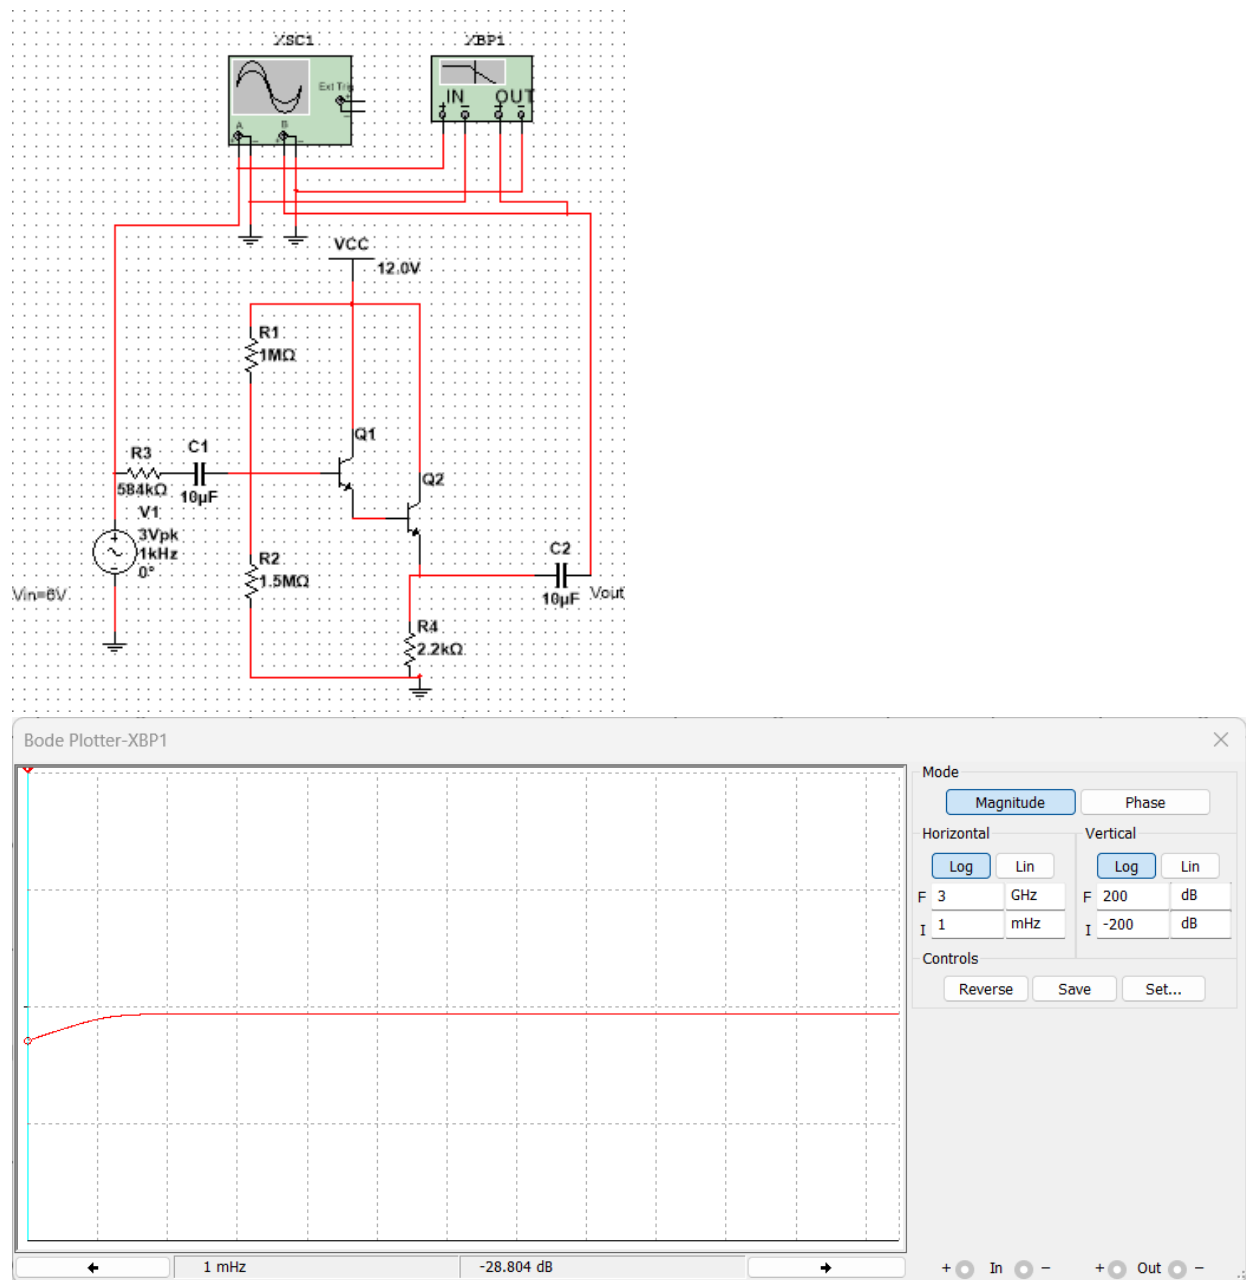 XSC1
XBP1
Ext Trig
IN OUT
A B
VCC
12.0V
R1
1MΩ
Q1
R3
C1
584kΩ
10µF
Q2
V1
3Vpk
1kHz
0°
Vin=6V
R2
1.5MΩ
C2
10µF
Vout
R4
2.2kΩ
Bode Plotter-XBP1
Mode
Magnitude Phase
Horizontal Vertical
Log Lin Log Lin
F 3 GHz F 200 dB
I 1 mHz I -200 dB
Controls
Reverse Save Set...
1 mHz -28.804 dB
+ In − + Out −